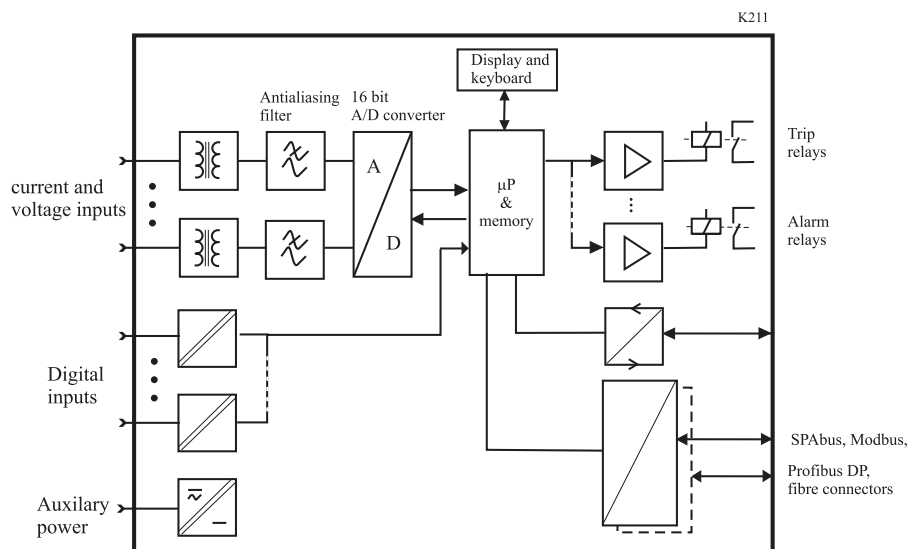 K211
Display and
keyboard
Antialiasing
filter
16 bit
A/D converter
current and
voltage inputs
A
D
μP
&
memory
Trip
relays
Alarm
relays
Digital
inputs
SPAbus, Modbus,
Profibus DP,
fibre connectors
Auxilary
power